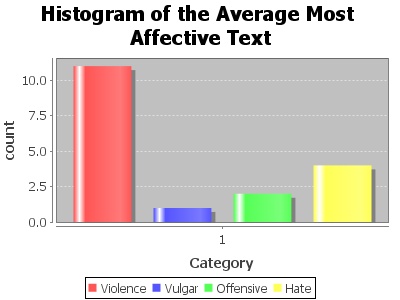 Histogram of the Average Most
Affective Text
count
10.0
7.5
5.0
2.5
0.0
1
Category
Violence Vulgar Offensive Hate